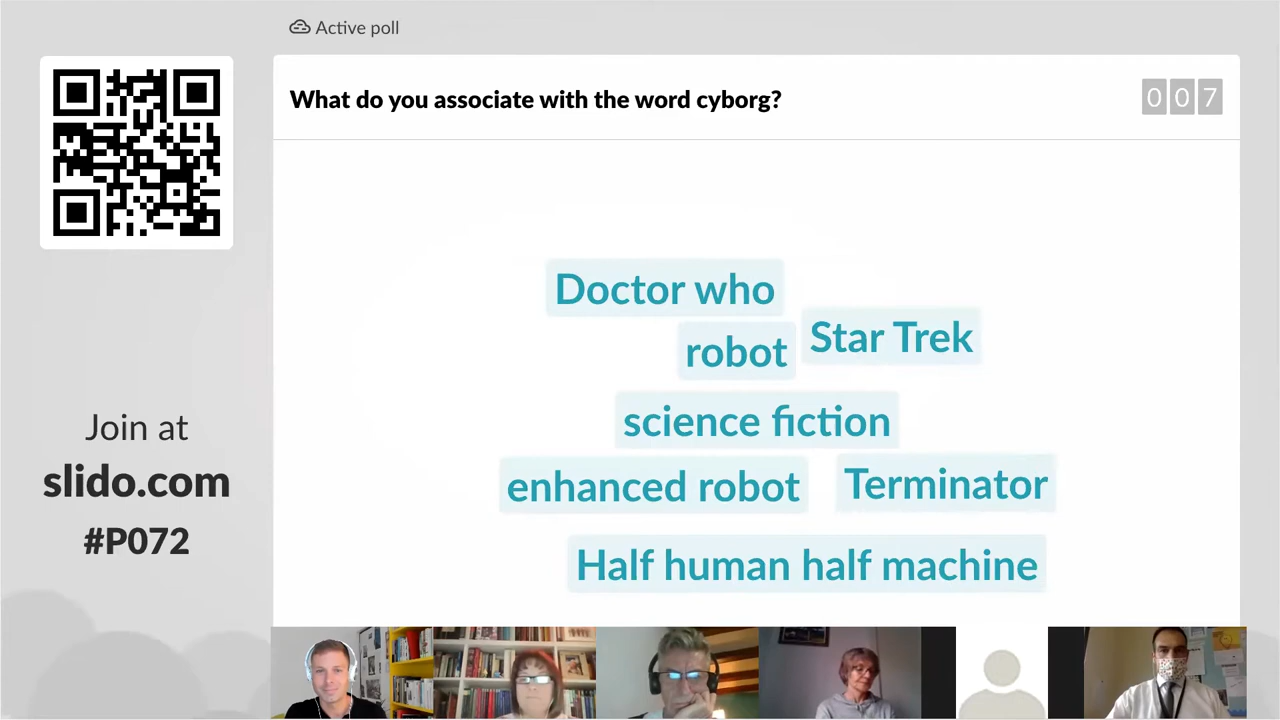 Active poll
What do you associate with the word cyborg?
007
Doctor who
robot
Star Trek
science fiction
enhanced robot
Terminator
Half human half machine
Join at
slido.com
#P072